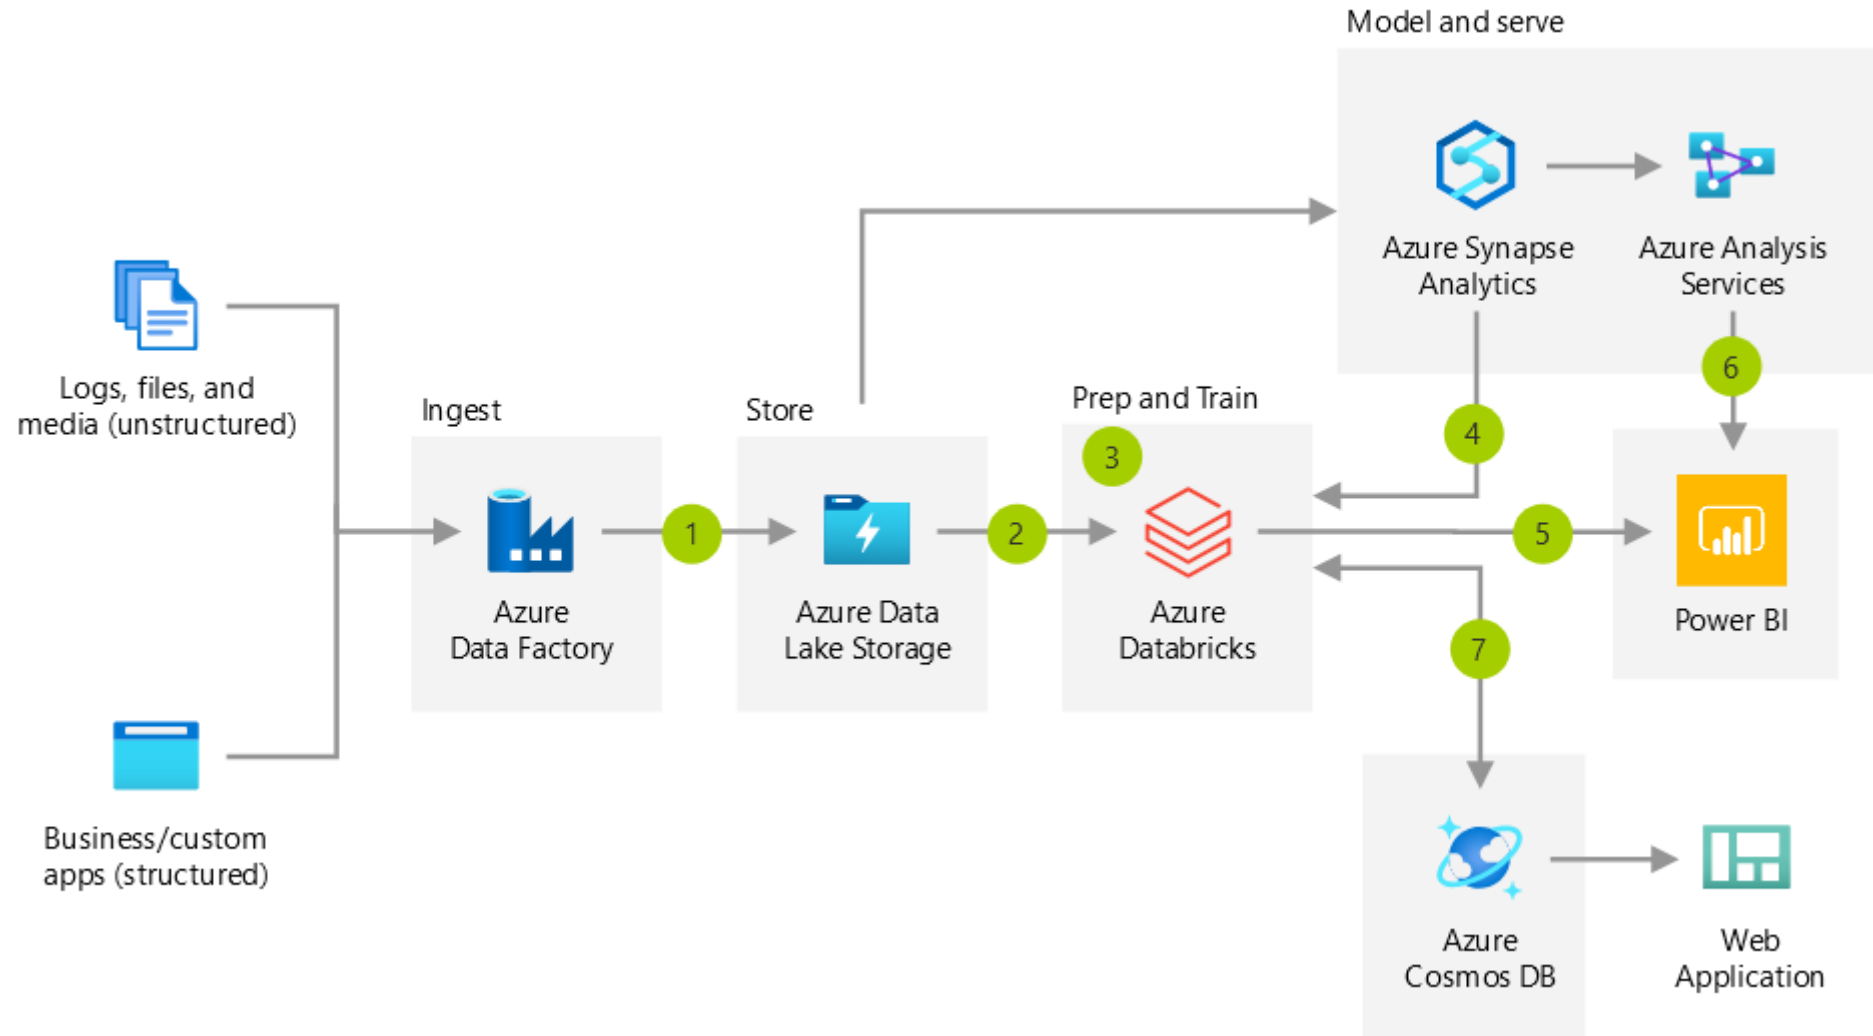 Model and serve
Azure Synapse
Analytics
Azure Analysis
Services
6
Logs, files, and
media (unstructured)
Ingest
Store
Prep and Train
3
4
1
2
5
7
Azure
Data Factory
Azure Data
Lake Storage
Azure
Databricks
Power BI
Business/custom
apps (structured)
Azure
Cosmos DB
Web
Application